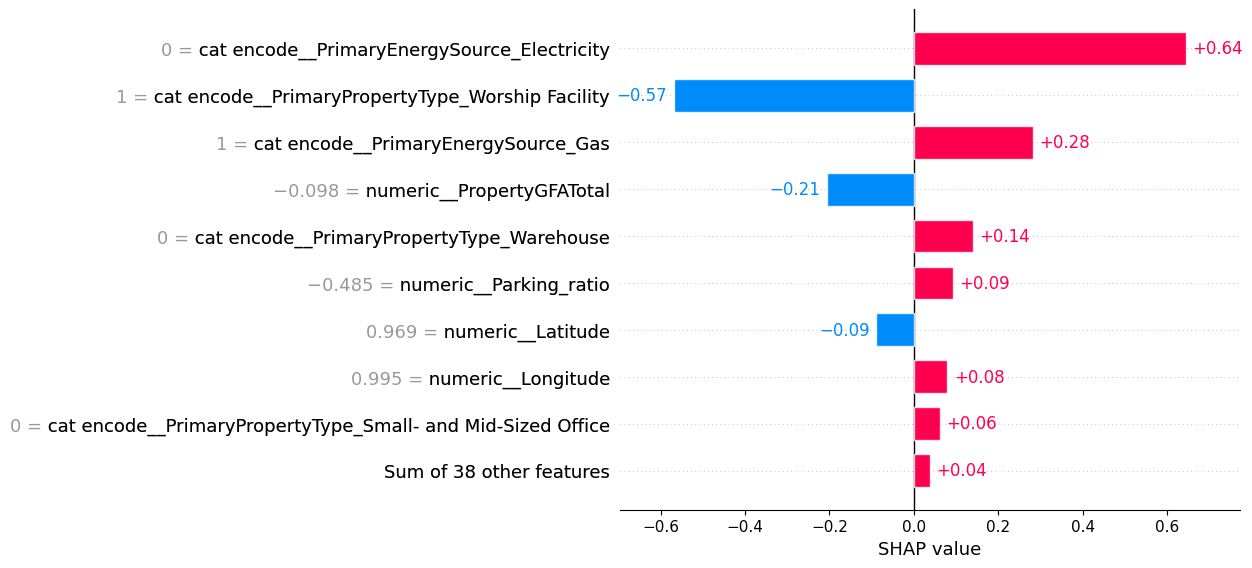 0 = cat encode__PrimaryEnergySource_Electricity +0.64
1 = cat encode__PrimaryPropertyType_Worship Facility −0.57
1 = cat encode__PrimaryEnergySource_Gas +0.28
−0.098 = numeric__PropertyGFATotal −0.21
0 = cat encode__PrimaryPropertyType_Warehouse +0.14
−0.485 = numeric__Parking_ratio +0.09
0.969 = numeric__Latitude −0.09
0.995 = numeric__Longitude +0.08
0 = cat encode__PrimaryPropertyType_Small- and Mid-Sized Office +0.06
Sum of 38 other features +0.04
−0.6 −0.4 −0.2 0.0 0.2 0.4 0.6
SHAP value